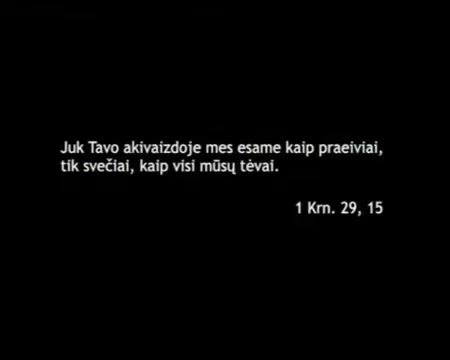 Juk Tavo akivaizdoje mes esame kaip praeiviai,
tik svečiai, kaip visi mūsų tėvai.
1 Krn. 29, 15